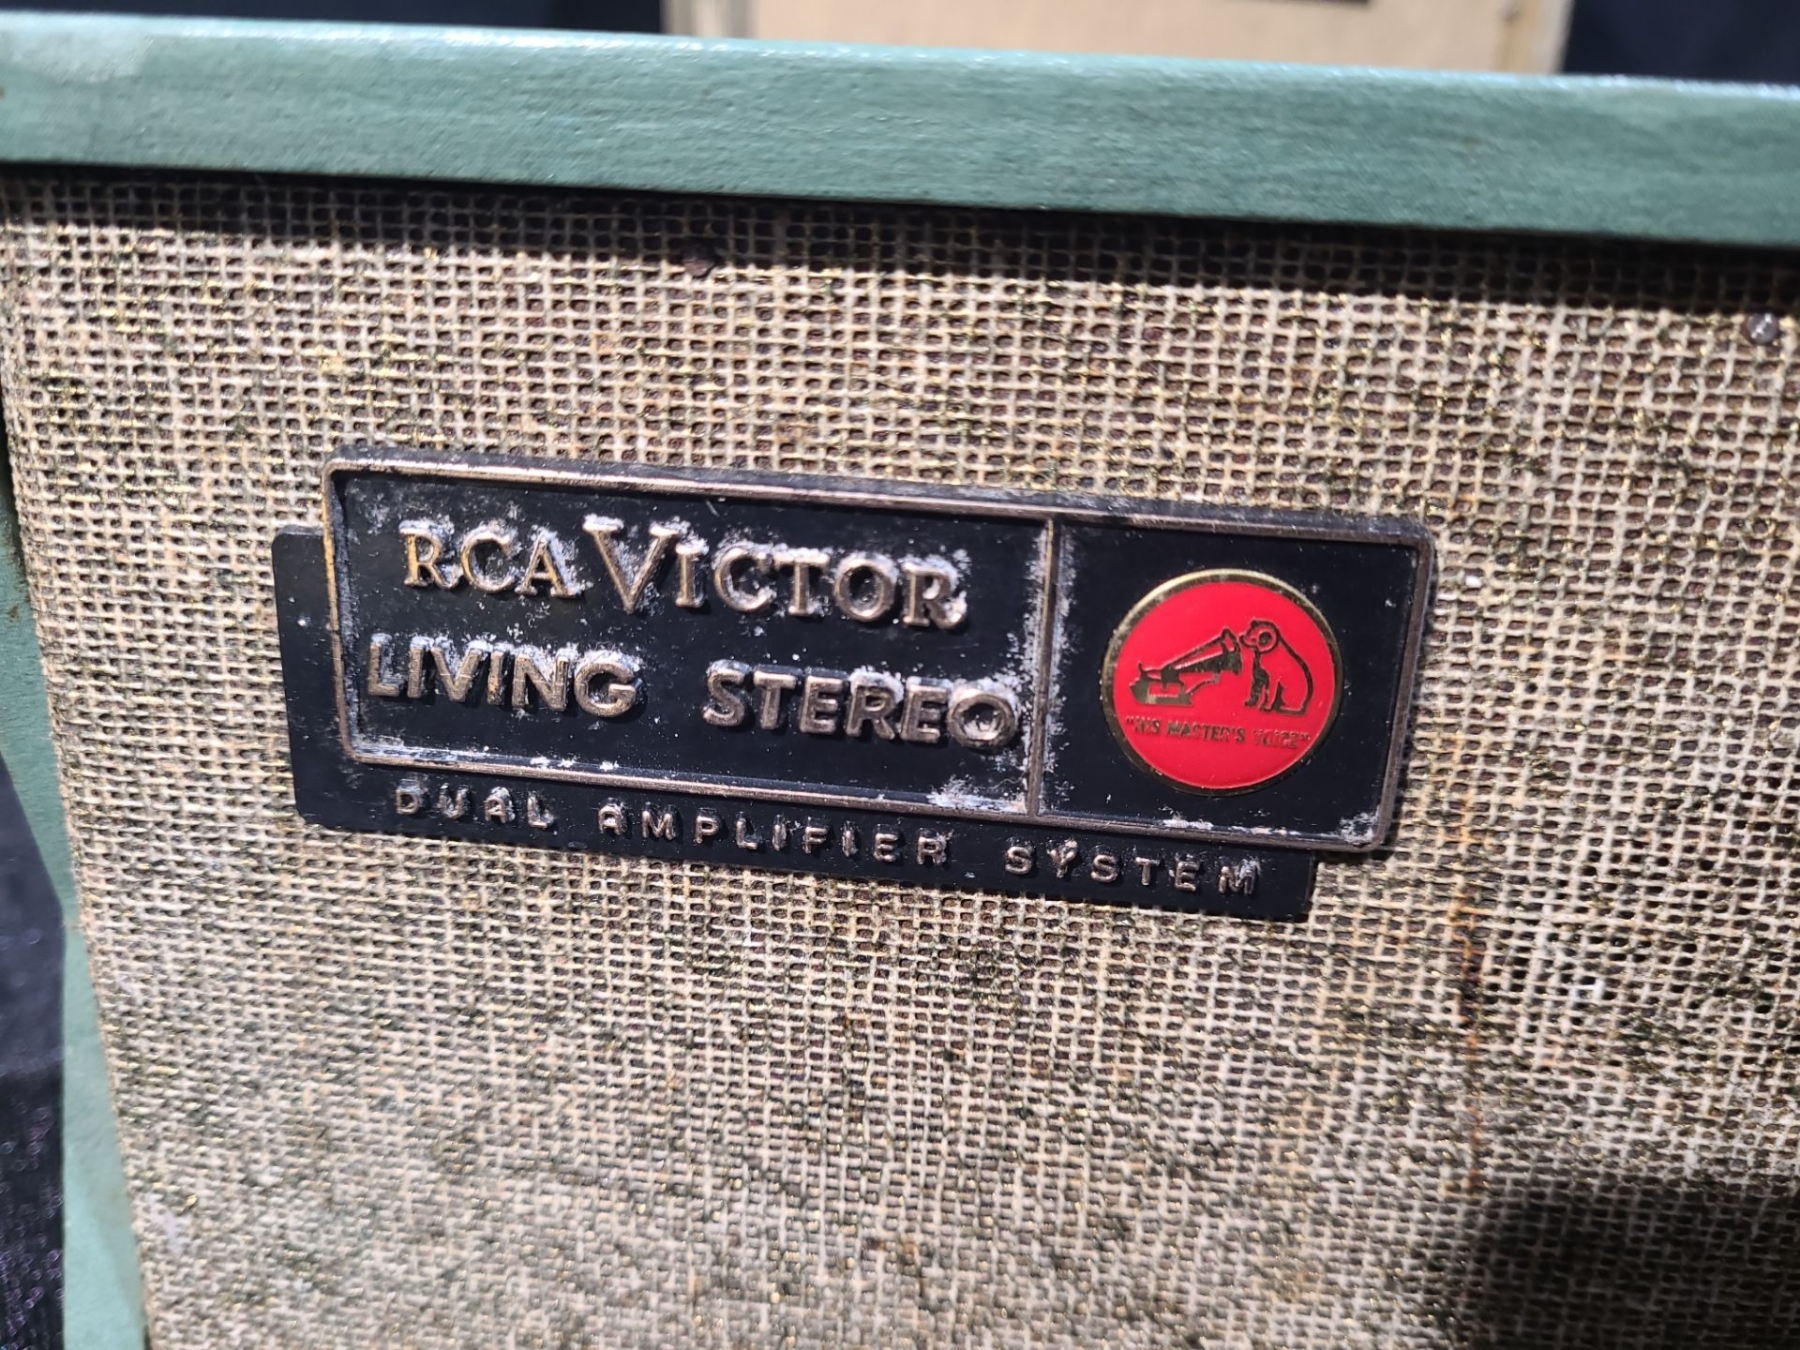 RCA VICTOR
LIVING STEREO
DUAL AMPLIFIER SYSTEM
"HIS MASTER'S VOICE"